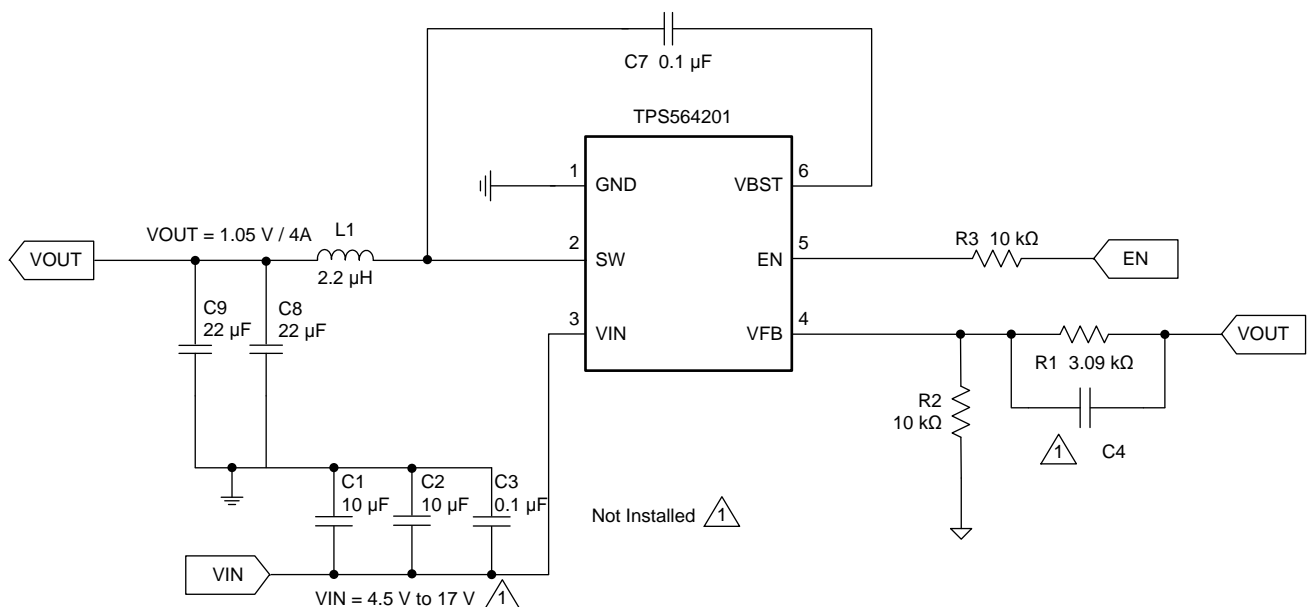 C7 0.1 µF
TPS564201
1 GND VBST 6
VOUT = 1.05 V / 4A L1
VOUT
2.2 µH
2 SW EN 5
R3 10 kΩ
EN
C9
22 µF
C8
22 µF
3 VIN VFB 4
VOUT
R1 3.09 kΩ
R2
10 kΩ
1 C4
C1
10 µF
C2
10 µF
C3
0.1 µF
Not Installed 1
VIN
VIN = 4.5 V to 17 V 1